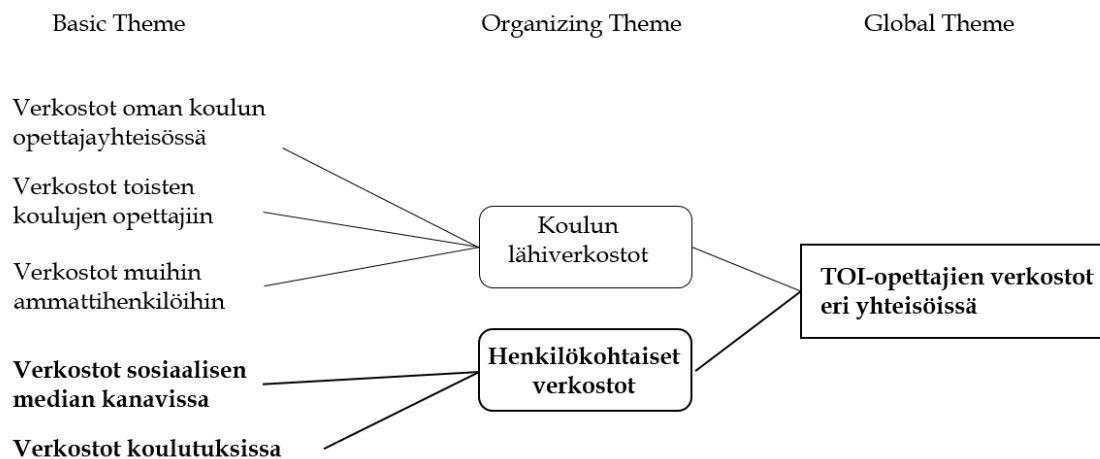 Basic Theme
Organizing Theme
Global Theme
Verkostot oman koulun
opettajayhteisössä
Verkostot toisten
koulujen opettajiin
Verkostot muihin
ammattihenkilöihin
Verkostot sosiaalisen
median kanavissa
Verkostot koulutuksissa
Koulun
lähiverkostot
Henkilökohtaiset
verkostot
TOI-opettajien verkostot
eri yhteisöissä